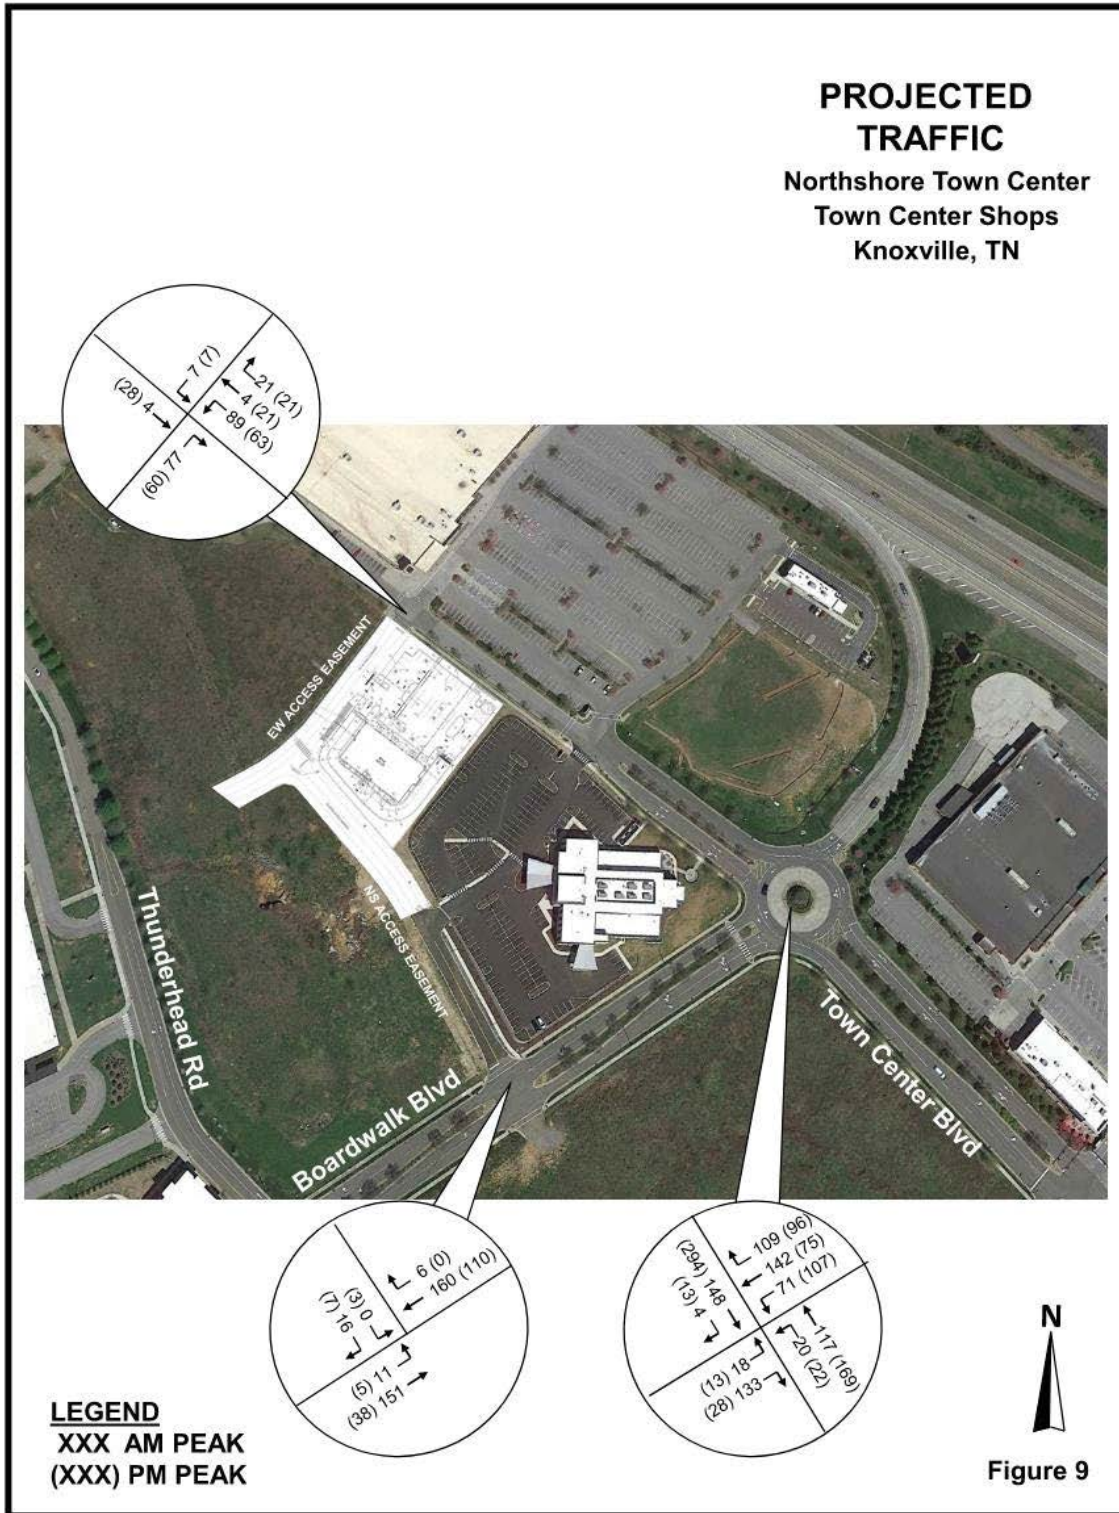 PROJECTED
TRAFFIC
Northshore Town Center
Town Center Shops
Knoxville, TN
7 (7)
(28) 4
21 (21)
4 (21)
89 (63)
(60) 77
EW ACCESS EASEMENT
NS ACCESS EASEMENT
Thunderhead Rd
Boardwalk Blvd
Town Center Blvd
6 (0)
160 (110)
(3) 0
(7) 16
(5) 11
(38) 151
109 (96)
142 (75)
71 (107)
(294) 148
(13) 4
117 (169)
20 (22)
(13) 18
(28) 133
N
LEGEND
XXX AM PEAK
(XXX) PM PEAK
Figure 9